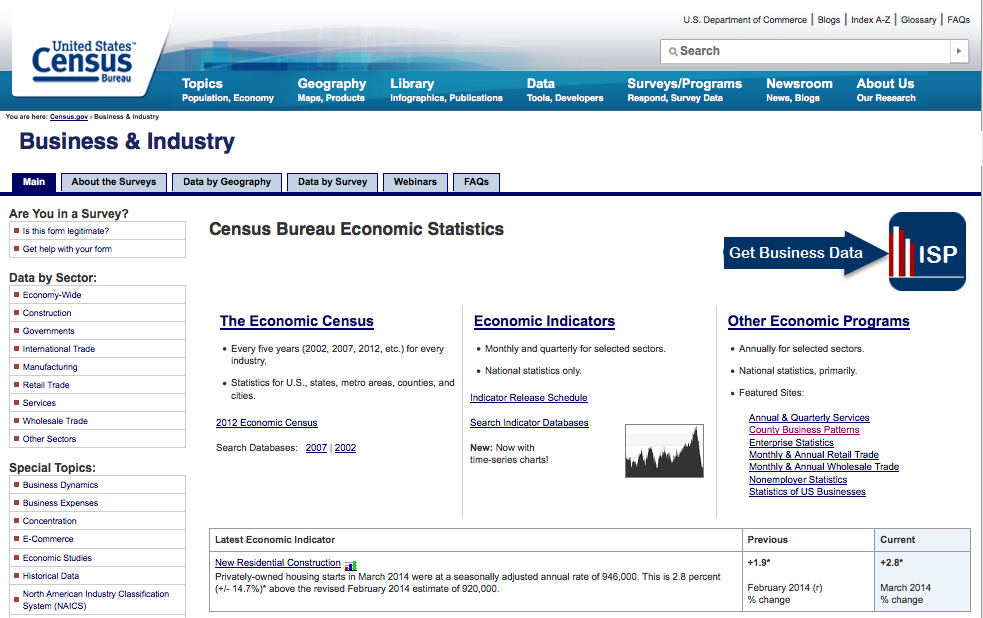 U.S. Department of Commerce | Blogs | Index A-Z | Glossary | FAQs
United States™
Census
Bureau
Search
Topics
Population, Economy
Geography
Maps, Products
Library
Infographics, Publications
Data
Tools, Developers
Surveys/Programs
Respond, Survey Data
Newsroom
News, Blogs
About Us
Our Research
You are here: Census.gov › Business & Industry
Business & Industry
Main
About the Surveys
Data by Geography
Data by Survey
Webinars
FAQs
Are You in a Survey?
Is this form legitimate?
Get help with your form
Data by Sector:
Economy-Wide
Construction
Governments
International Trade
Manufacturing
Retail Trade
Services
Wholesale Trade
Other Sectors
Special Topics:
Business Dynamics
Business Expenses
Concentration
E-Commerce
Economic Studies
Historical Data
North American Industry Classification
System (NAICS)
Census Bureau Economic Statistics
Get Business Data
ISP
The Economic Census
• Every five years (2002, 2007, 2012, etc.) for every
industry.
• Statistics for U.S., states, metro areas, counties, and
cities.
2012 Economic Census
Search Databases: 2007 | 2002
Economic Indicators
• Monthly and quarterly for selected sectors.
• National statistics only.
Indicator Release Schedule
Search Indicator Databases
New: Now with
time-series charts!
Other Economic Programs
• Annually for selected sectors.
• National statistics, primarily.
• Featured Sites:
Annual & Quarterly Services
County Business Patterns
Enterprise Statistics
Monthly & Annual Retail Trade
Monthly & Annual Wholesale Trade
Nonemployer Statistics
Statistics of US Businesses
Latest Economic Indicator
Previous
Current
New Residential Construction
Privately-owned housing starts in March 2014 were at a seasonally adjusted annual rate of 946,000. This is 2.8 percent
(+/- 14.7%)* above the revised February 2014 estimate of 920,000.
+1.9*
February 2014 (r)
% change
+2.8*
March 2014
% change